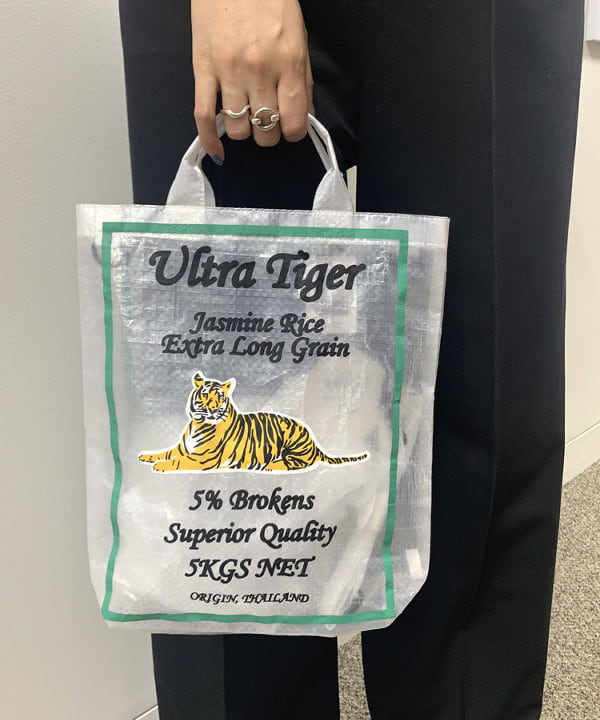 Ultra Tiger
Jasmine Rice
Extra Long Grain
5% Brokens
Superior Quality
5KGS NET
ORIGIN, THAILAND